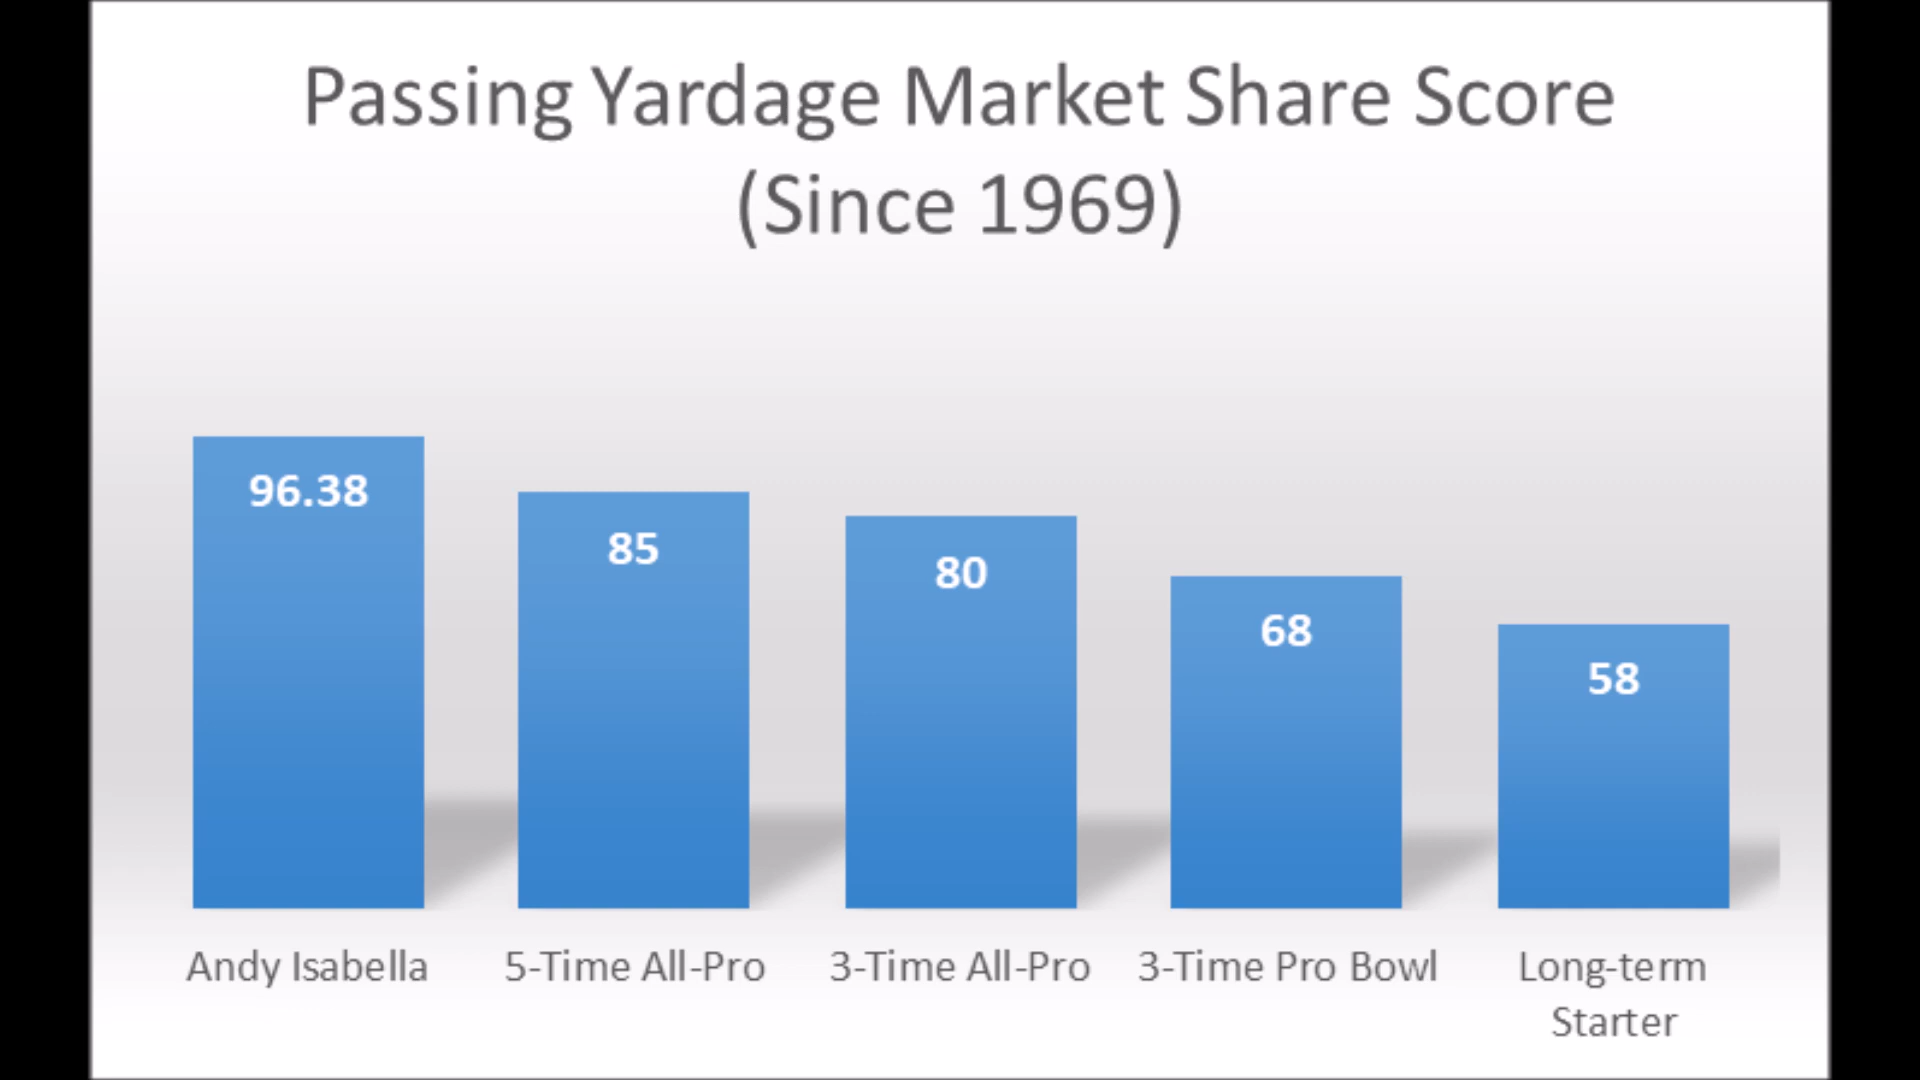 Passing Yardage Market Share Score
(Since 1969)
96.38
85
80
68
58
Andy Isabella
5-Time All-Pro
3-Time All-Pro
3-Time Pro Bowl
Long-term
Starter